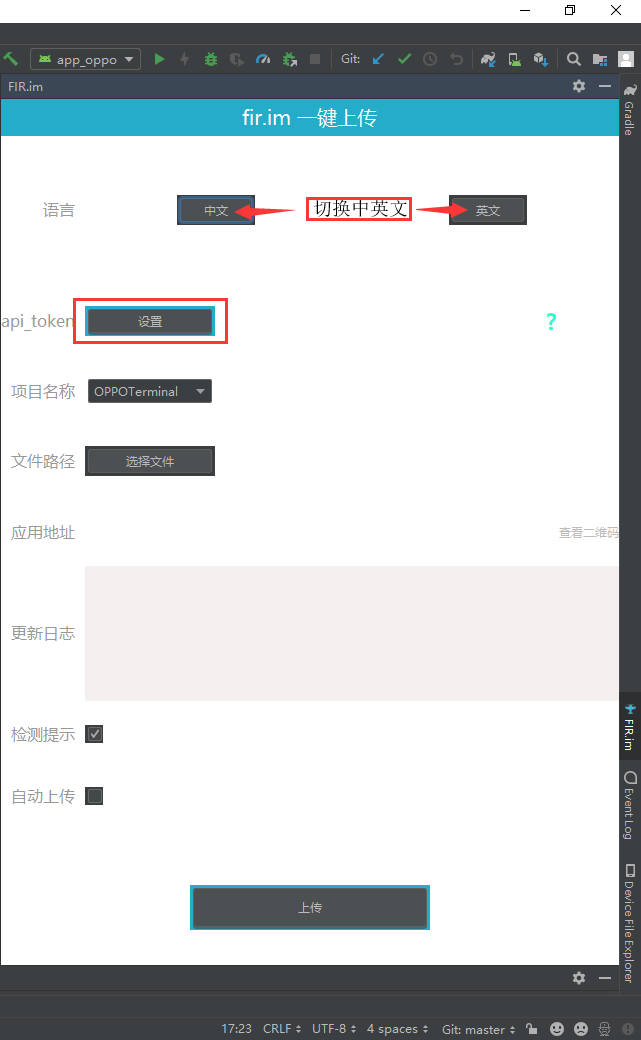 app_oppo
Git:
FIR.im
fir.im 一键上传
Gradle
语言
中文
切换中英文
英文
api_token
设置
?
项目名称
OPPOTerminal
文件路径
选择文件
应用地址
查看二维码
更新日志
检测提示
自动上传
上传
FIR.im
Event Log
Device File Explorer
17:23 CRLF UTF-8 4 spaces Git: master